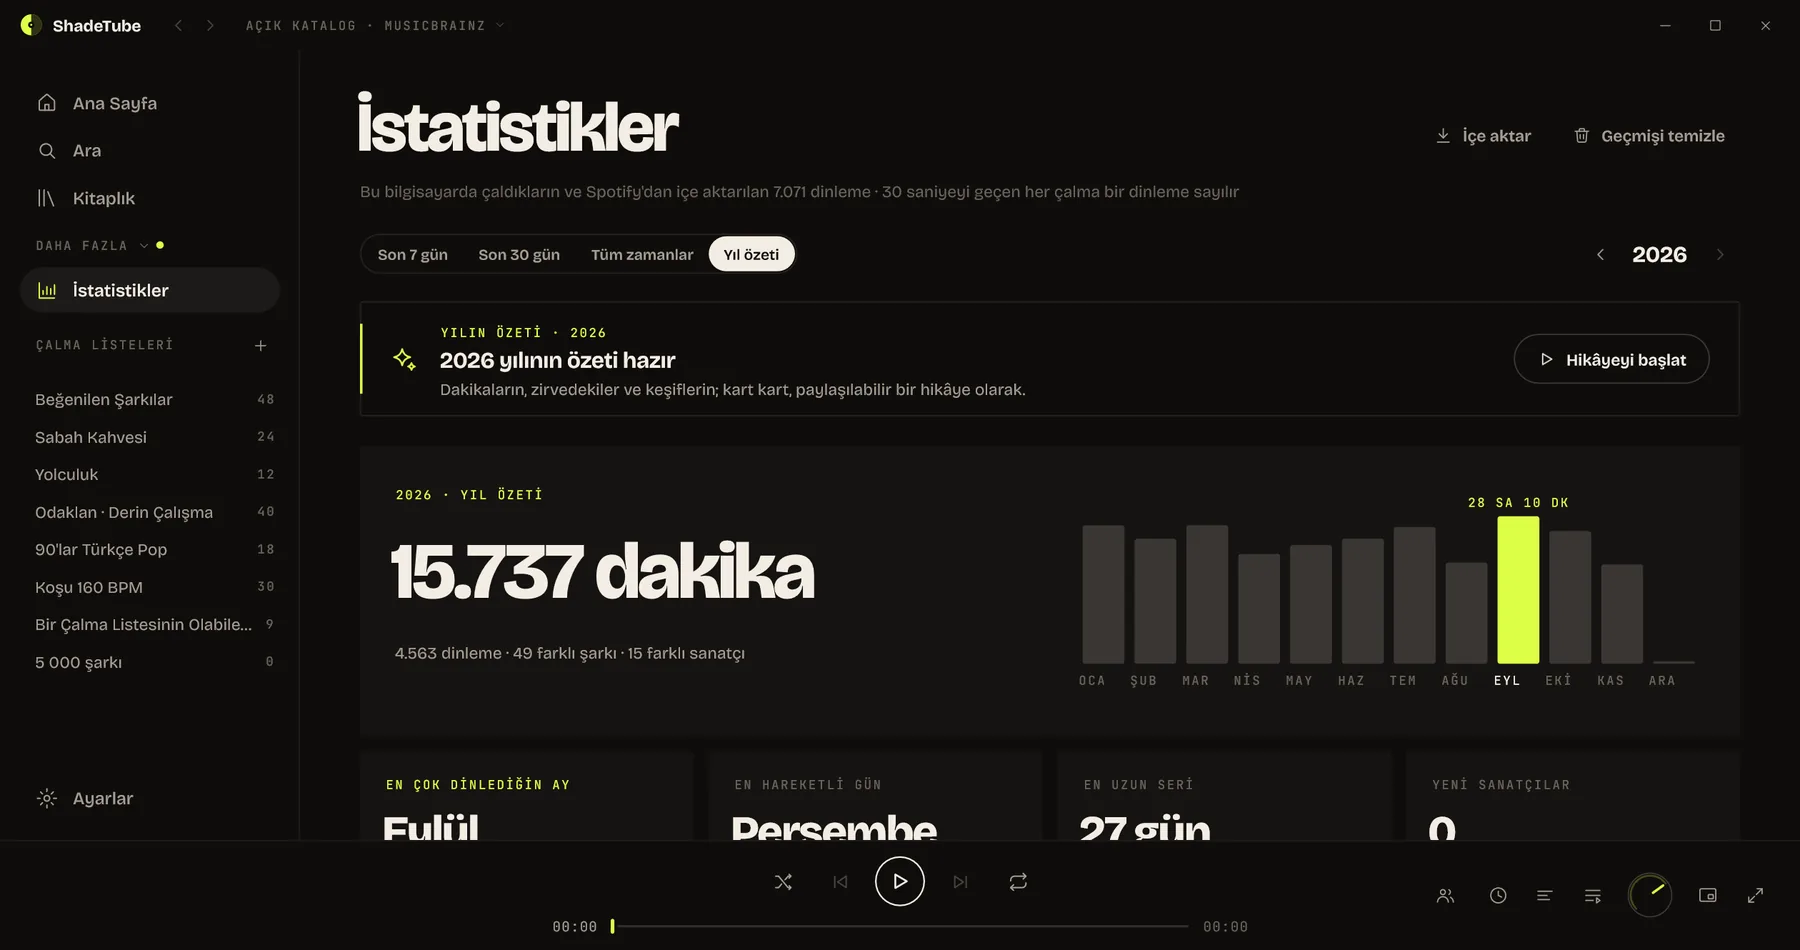 ShadeTube
AÇIK KATALOG · MUSICBRAINZ
Ana Sayfa
Ara
Kitaplık
DAHA FAZLA
İstatistikler
ÇALMA LİSTELERİ
Beğenilen Şarkılar 48
Sabah Kahvesi 24
Yolculuk 12
Odaklan · Derin Çalışma 40
90'lar Türkçe Pop 18
Koşu 160 BPM 30
Bir Çalma Listesinin Olabile... 9
5 000 şarkı 0
Ayarlar
İstatistikler
İçe aktar
Geçmişi temizle
Bu bilgisayarda çaldıkların ve Spotify'dan içe aktarılan 7.071 dinleme · 30 saniyeyi geçen her çalma bir dinleme sayılır
Son 7 gün Son 30 gün Tüm zamanlar Yıl özeti
2026
YILIN ÖZETİ · 2026
2026 yılının özeti hazır
Dakikaların, zirvedekiler ve keşiflerin; kart kart, paylaşılabilir bir hikâye olarak.
Hikâyeyi başlat
2026 · YIL ÖZETİ
15.737 dakika
4.563 dinleme · 49 farklı şarkı · 15 farklı sanatçı
28 SA 10 DK
OCA ŞUB MAR NİS MAY HAZ TEM AĞU EYL EKİ KAS ARA
EN ÇOK DİNLEDİĞİN AY
Eylül
EN HAREKETLİ GÜN
Perşembe
EN UZUN SERİ
27 gün
YENİ SANATÇILAR
0
00:00
00:00